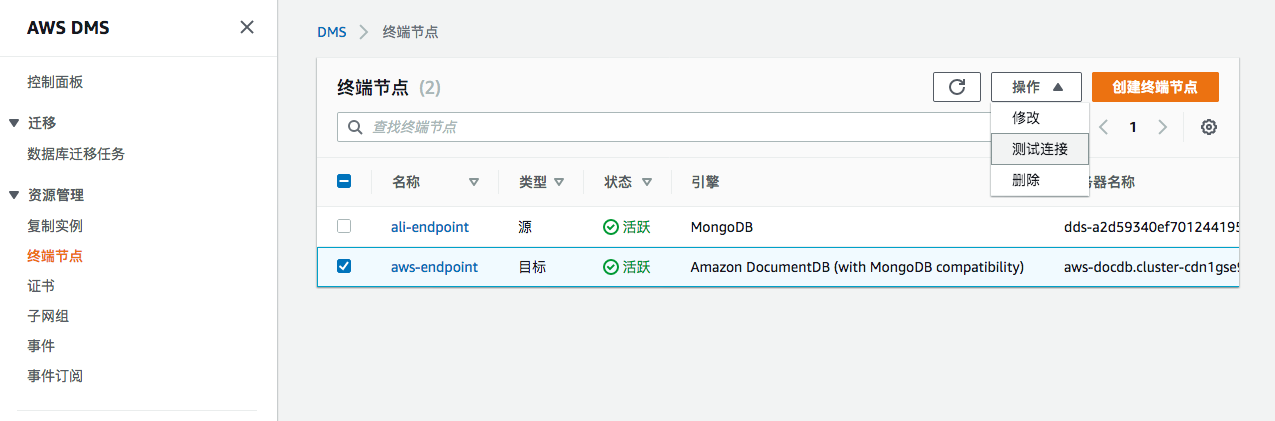 AWS DMS
控制面板
迁移
数据库迁移任务
资源管理
复制实例
终端节点
证书
子网组
事件
事件订阅
DMS 终端节点
终端节点 (2)
操作
创建终端节点
查找终端节点
1
修改
测试连接
删除
名称 类型 状态 引擎 器名称
ali-endpoint 源 活跃 MongoDB dds-a2d59340ef701244195
aws-endpoint 目标 活跃 Amazon DocumentDB (with MongoDB compatibility) aws-docdb.cluster-cdn1gse9